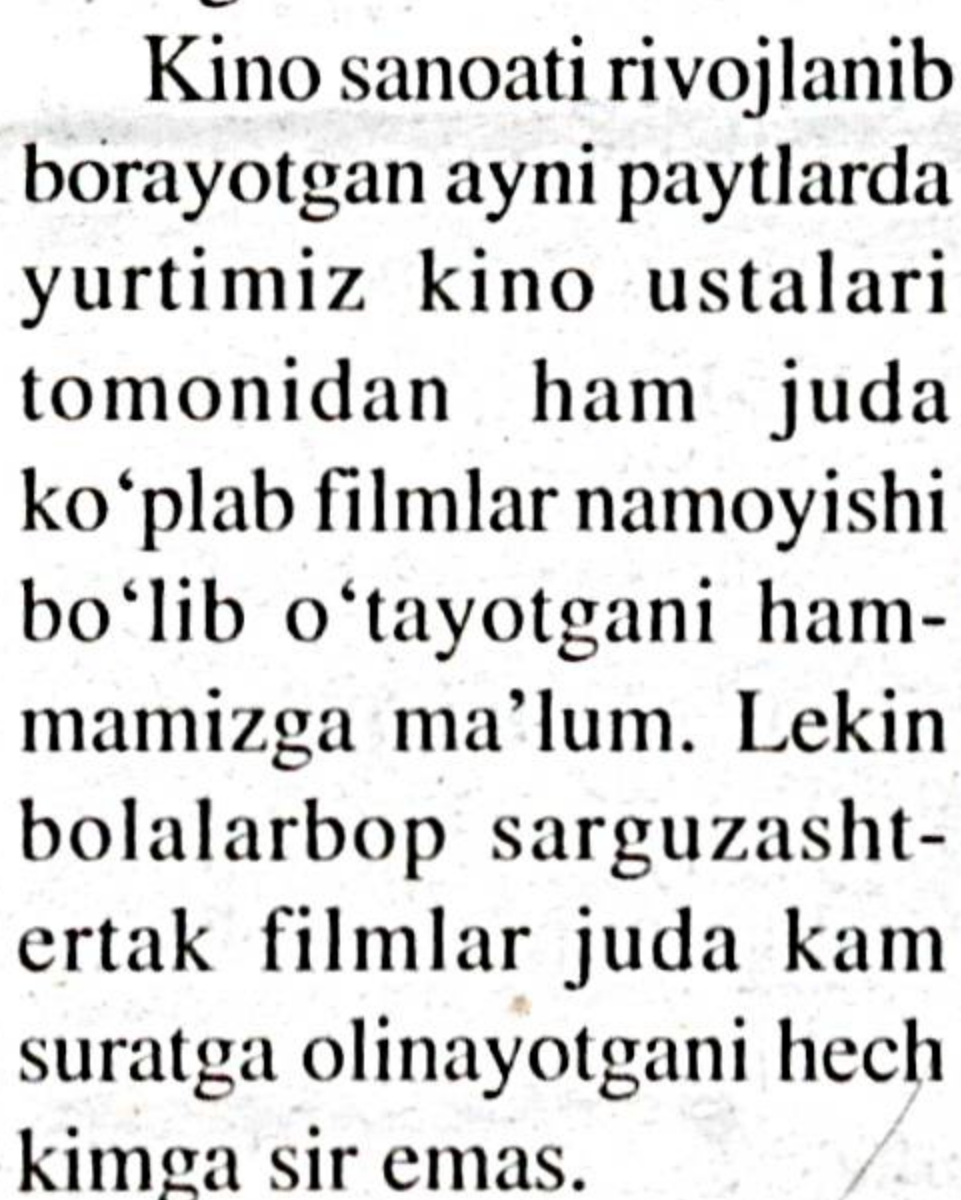 Kino sanoati rivojlanib
borayotgan ayni paytlarda
yurtimiz kino ustalari
tomonidan ham juda
ko‘plab filmlar namoyishi
bo‘lib o‘tayotgani ham-
mamizga ma’lum. Lekin
bolalarbop sarguzasht-
ertak filmlar juda kam
suratga olinayotgani hech
kimga sir emas.